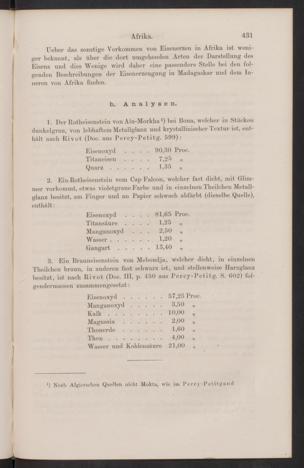 Afrika. 431
Ueber das sonstige Vorkommen von Eisenerzen in Afrika ist weni-
ger bekannt, als über die dort umgehenden Arten der Darstellung des
Eisens und dies Wenige wird daher eine passendere Stelle bei den fol-
genden Beschreibungen der Eisenerzeugung in Madagaskar und dem In-
neren von Afrika finden.
b. Analysen.
1. Der Rotheisenstein von Aïn-Morkha ¹) bei Bona, welcher in Stücken
dunkelgrau, von lebhaftem Metallglanz und krystallinischer Textur ist, ent-
hält nach Rivot (Doc. aus Percy-Petitg. 599):
Eisenoxyd . . . . . 90,30 Proc.
Titaneisen . . . . . 7,25 „
Quarz . . . . . . 1,35 „
2. Ein Rotheisenstein vom Cap Falcon, welcher fast dicht, mit Glim-
mer vorkommt, etwas violetgraue Farbe und in einzelnen Theilchen Metall-
glanz besitzt, am Finger und an Papier schwach abfärbt (dieselbe Quelle),
enthält:
Eisenoxyd . . . . . 81,65 Proc.
Titansäure . . . . . 1,25 „
Manganoxyd . . . . 2,50 „
Wasser . . . . . . 1,20 „
Gangart . . . . . . 13,40 „
3. Ein Brauneisenstein von Mebondja, welcher dicht, in einzelnen
Theilchen braun, in anderen fast schwarz ist, und stellenweise Harzglanz
besitzt, ist nach Rivot (Doc. III, p. 450 aus Percy-Petitg. S. 602) fol-
gendermassen zusammengesetzt:
Eisenoxyd . . . . . . . 57,25 Proc.
Manganoxyd . . . . . . 3,50 „
Kalk . . . . . . . . 10,00 „
Magnesia . . . . . . . 2,00 „
Thonerde . . . . . . . 1,60 „
Thon . . . . . . . . 4,00 „
Wasser und Kohlensäure 21,00 „
¹) Nach Algierschen Quellen nicht Mokta, wie im Percy-Petitgand